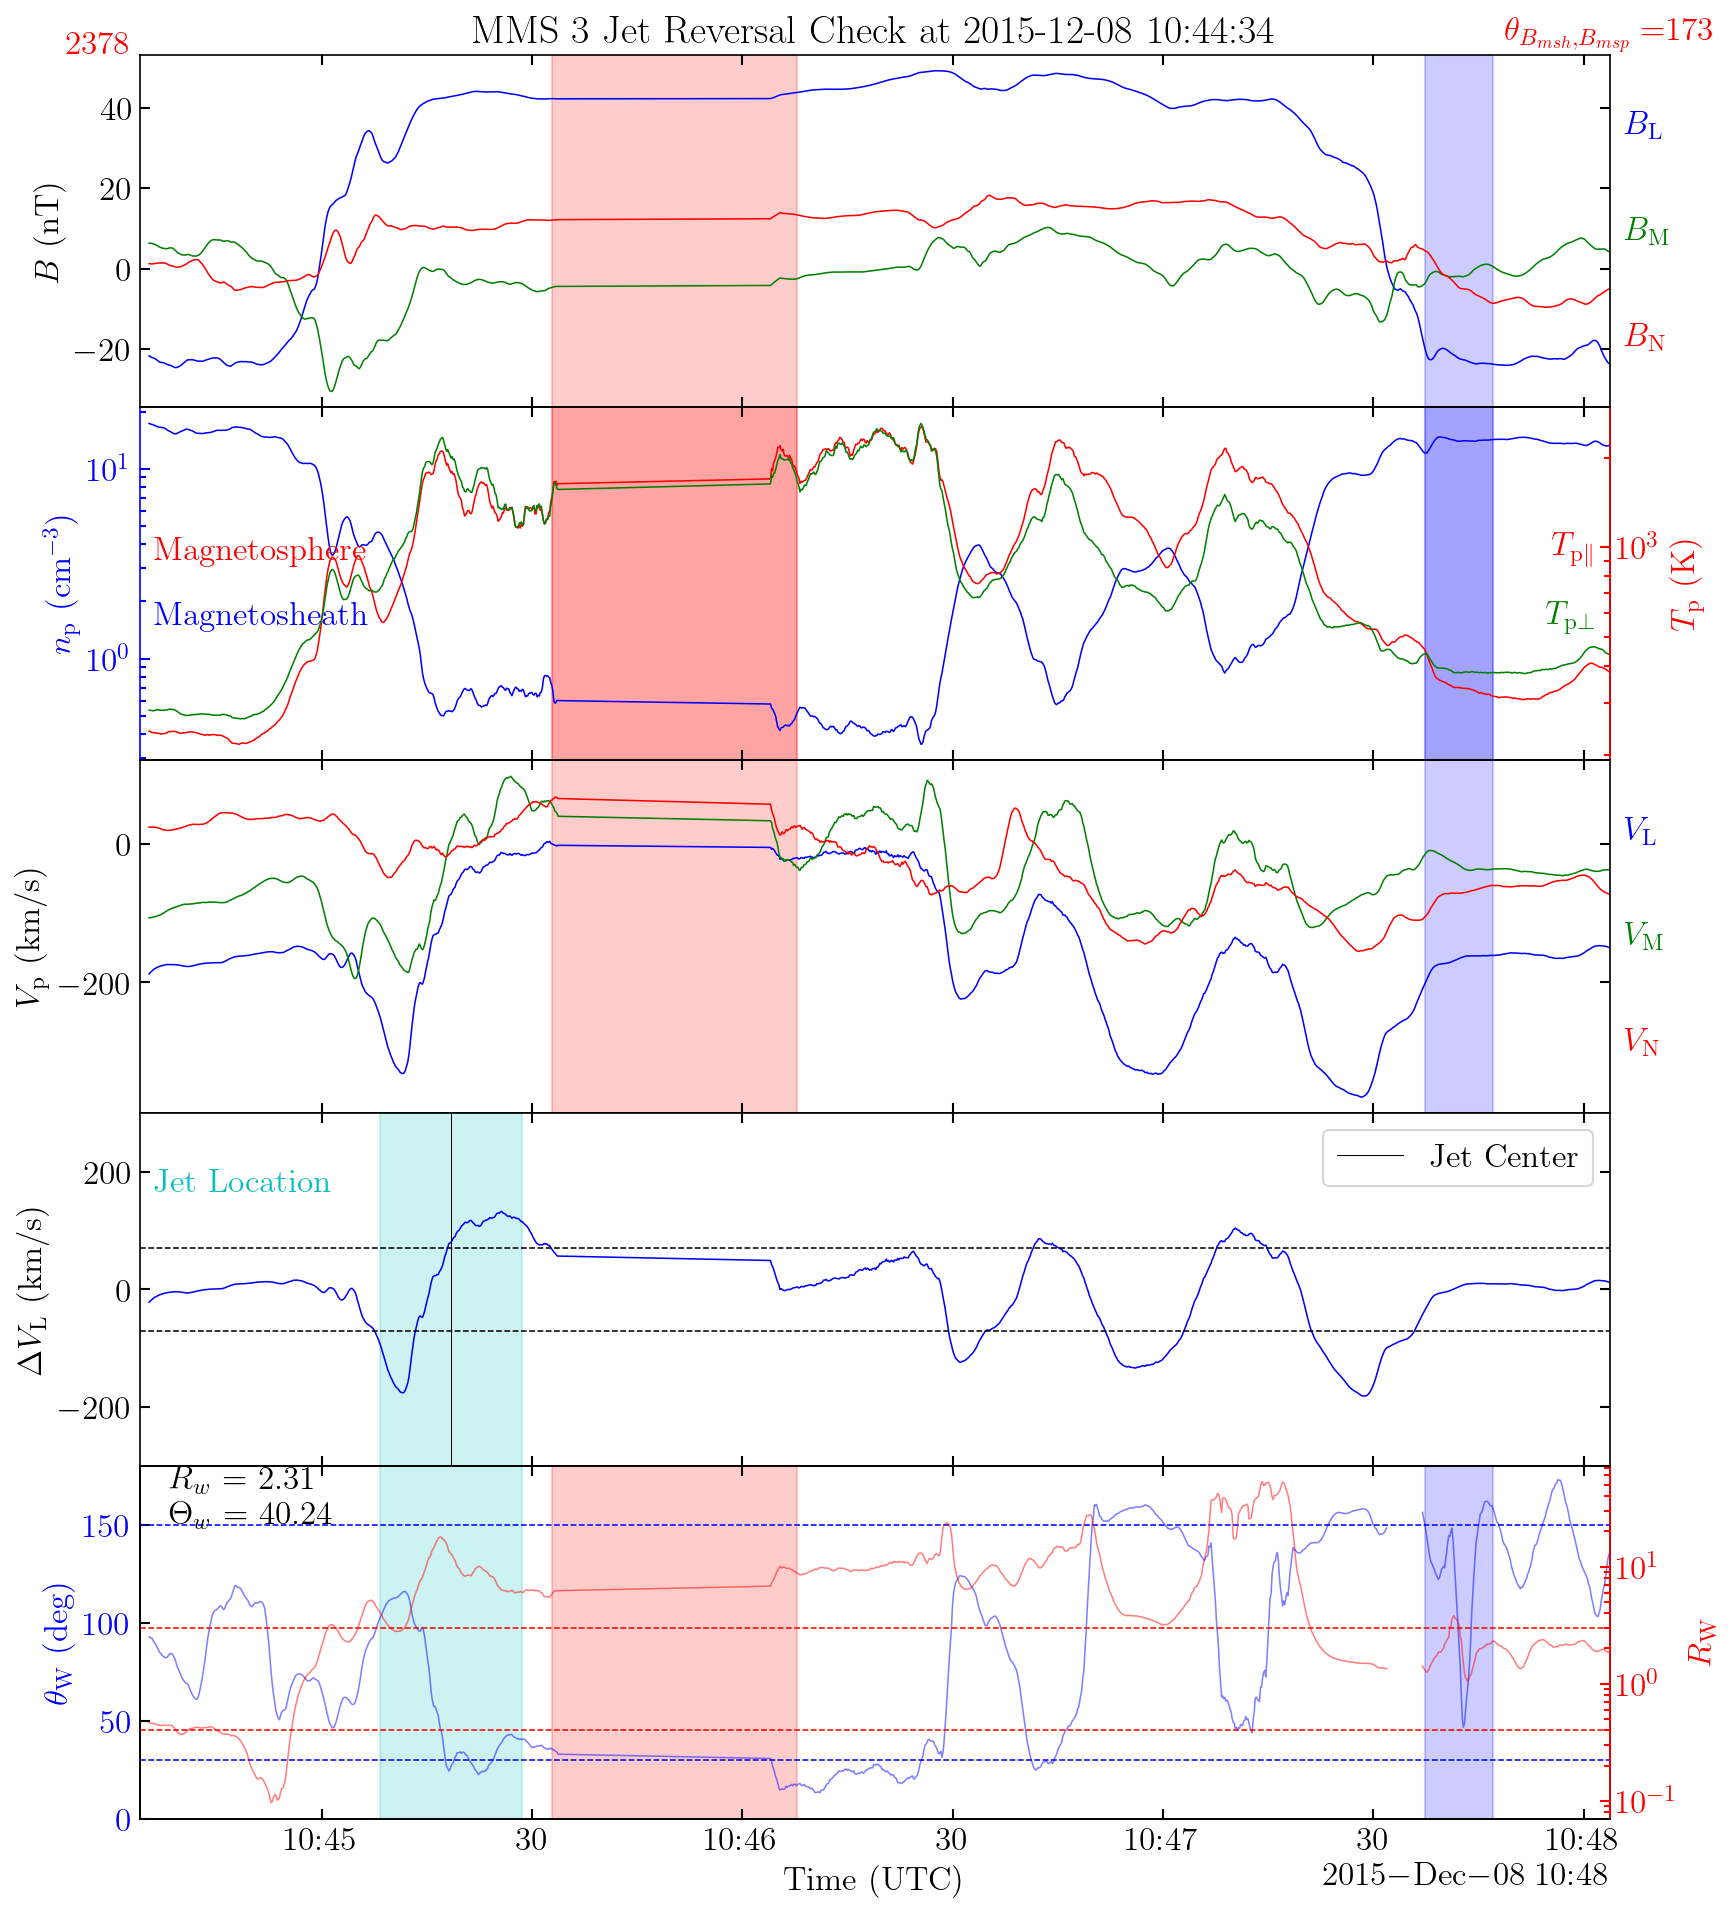 MMS 3 Jet Reversal Check at 2015-12-08 10:44:34
2378
θ_{B_{msh},B_{msp}} =173
40
20
0
−20
B (nT)
B_L
B_M
B_N
10^1
10^0
n_p (cm^{−3})
Magnetosphere
Magnetosheath
T_{p∥}
T_{p⊥}
10^3
T_p (K)
0
−200
V_p (km/s)
V_L
V_M
V_N
Jet Location
Jet Center
200
0
−200
ΔV_L (km/s)
R_w = 2.31
Θ_w = 40.24
150
100
50
0
θ_W (deg)
10^1
10^0
10^{−1}
R_W
10:45 30 10:46 30 10:47 30 10:48
Time (UTC)
2015−Dec−08 10:48